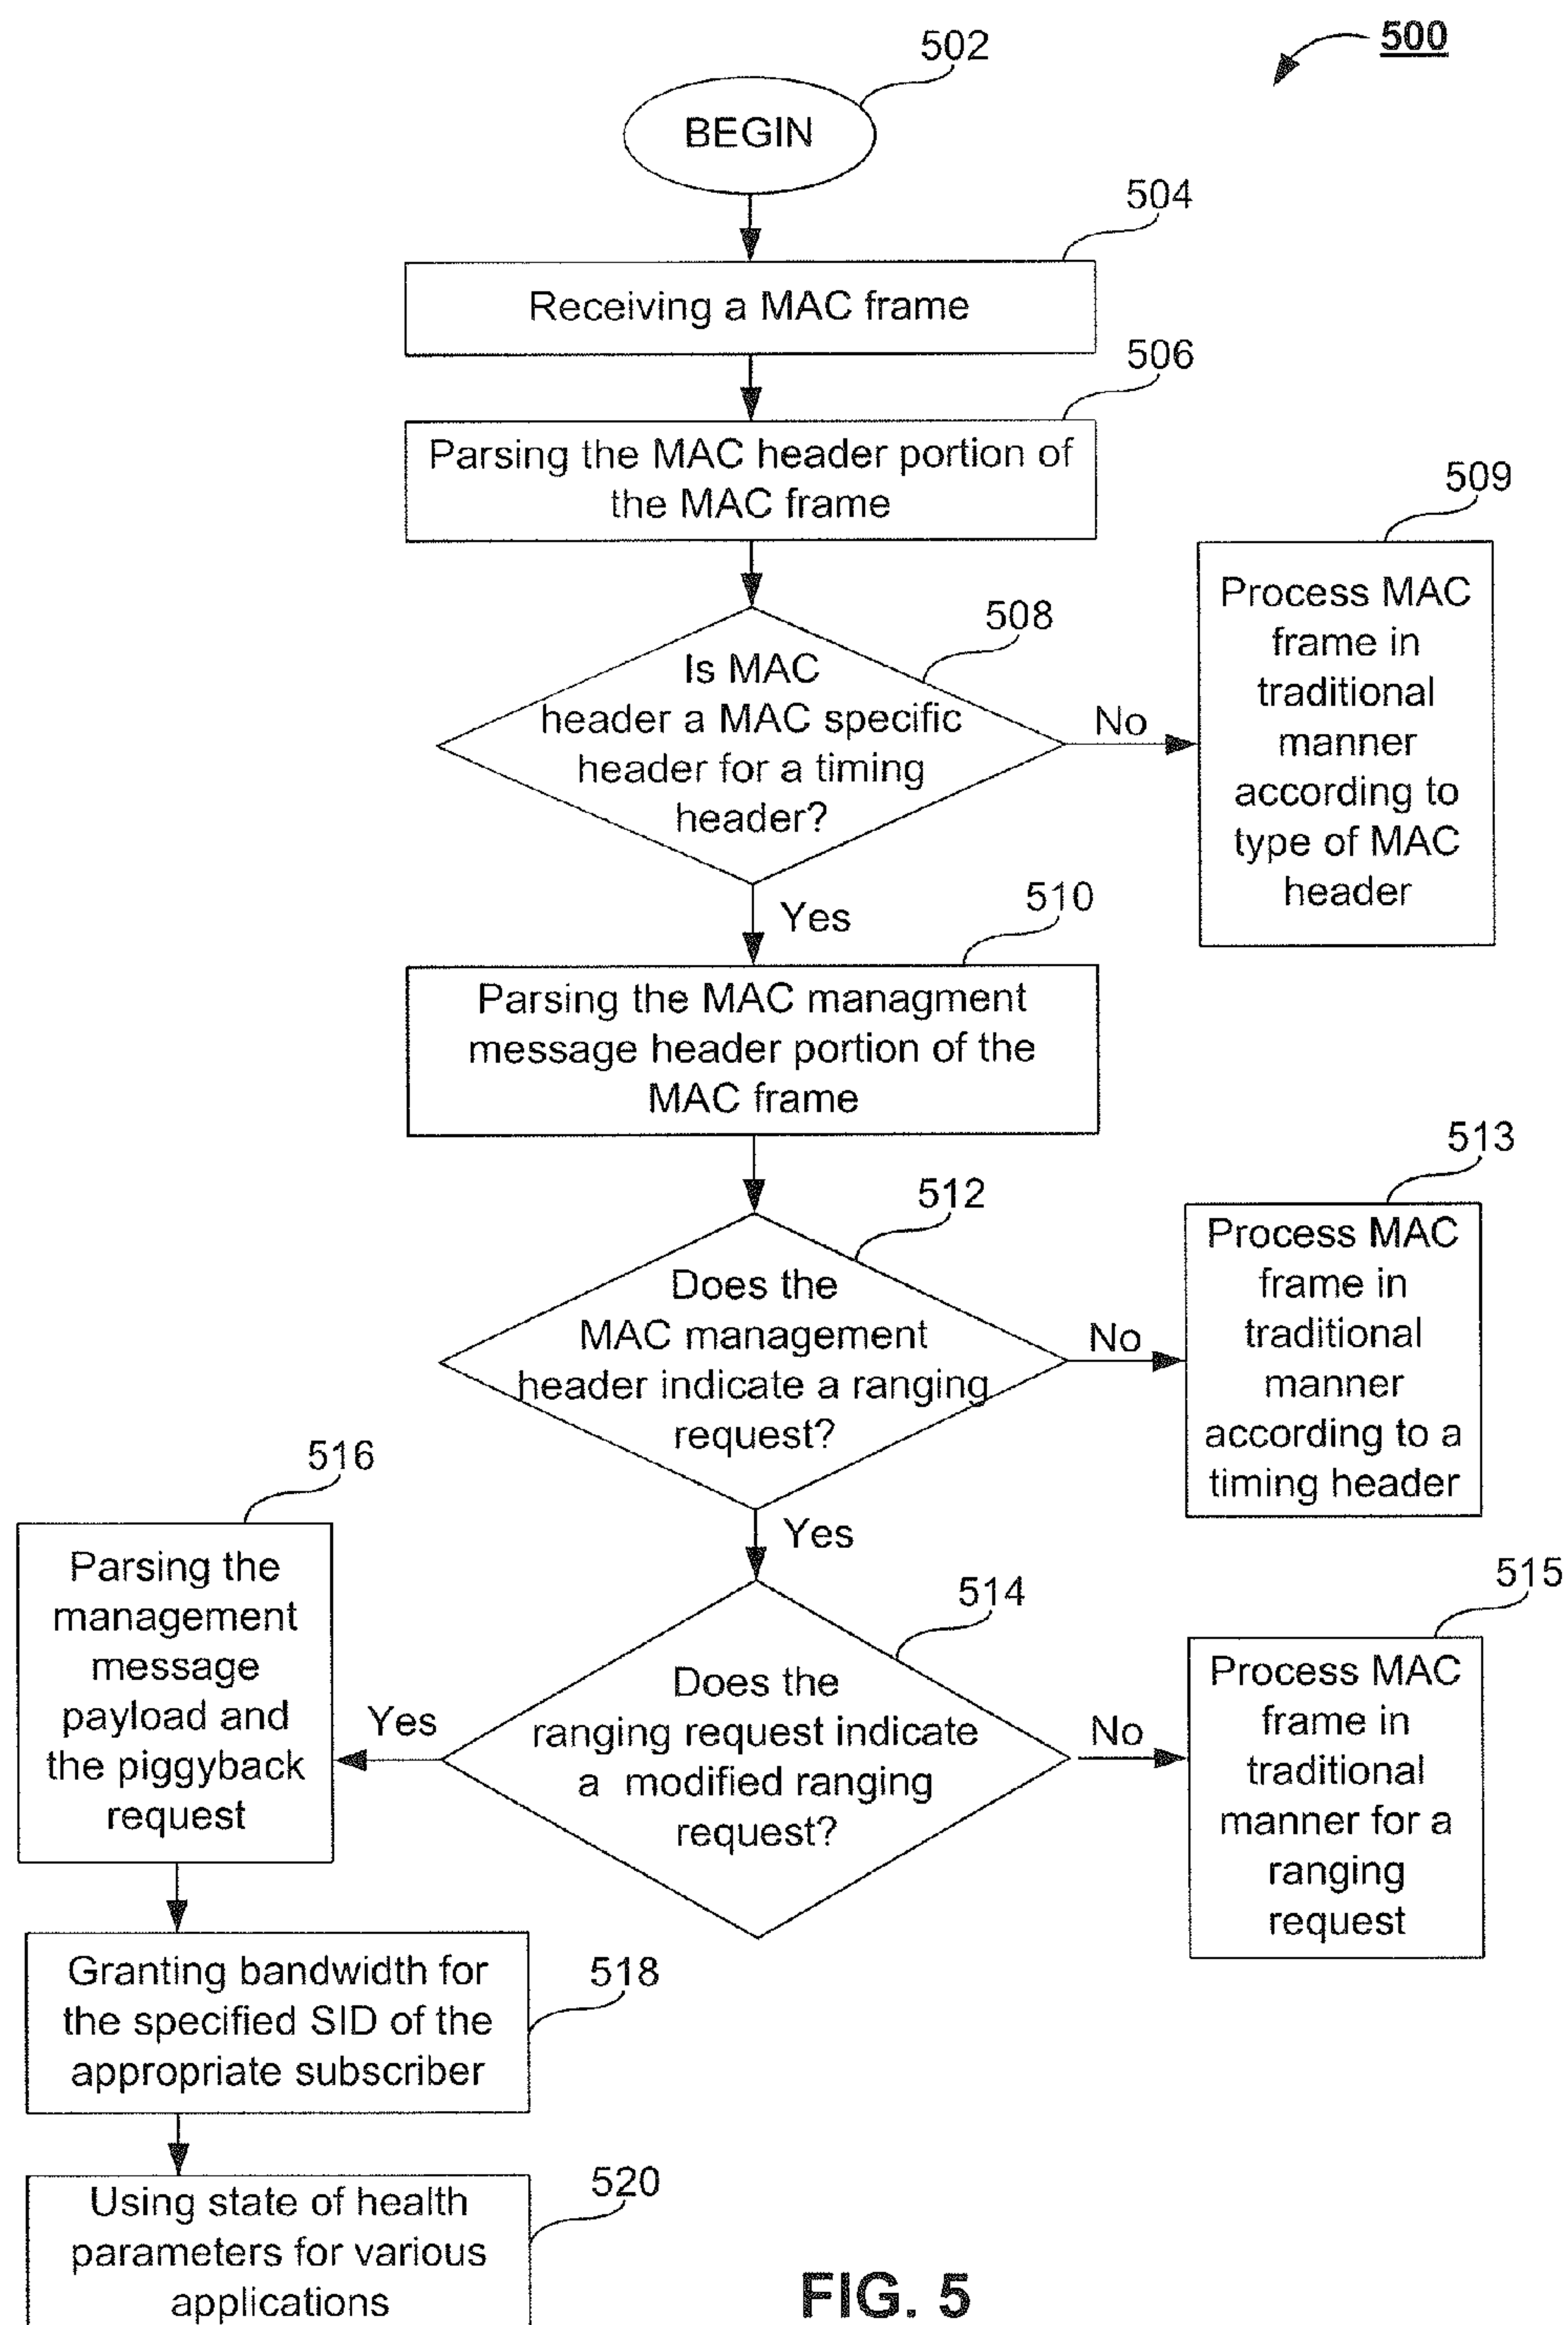 500
502
BEGIN
504
Receiving a MAC frame
506
Parsing the MAC header portion of
the MAC frame
508
Is MAC
header a MAC specific
header for a timing
header?
No
509
Process MAC
frame in
traditional
manner
according to
type of MAC
header
Yes
510
Parsing the MAC managment
message header portion of the
MAC frame
512
Does the
MAC management
header indicate a ranging
request?
No
513
Process MAC
frame in
traditional
manner
according to a
timing header
Yes
514
Does the
ranging request indicate
a modified ranging
request?
No
515
Process MAC
frame in
traditional
manner for a
ranging
request
Yes
516
Parsing the
management
message
payload and
the piggyback
request
518
Granting bandwidth for
the specified SID of the
appropriate subscriber
520
Using state of health
parameters for various
applications
FIG. 5